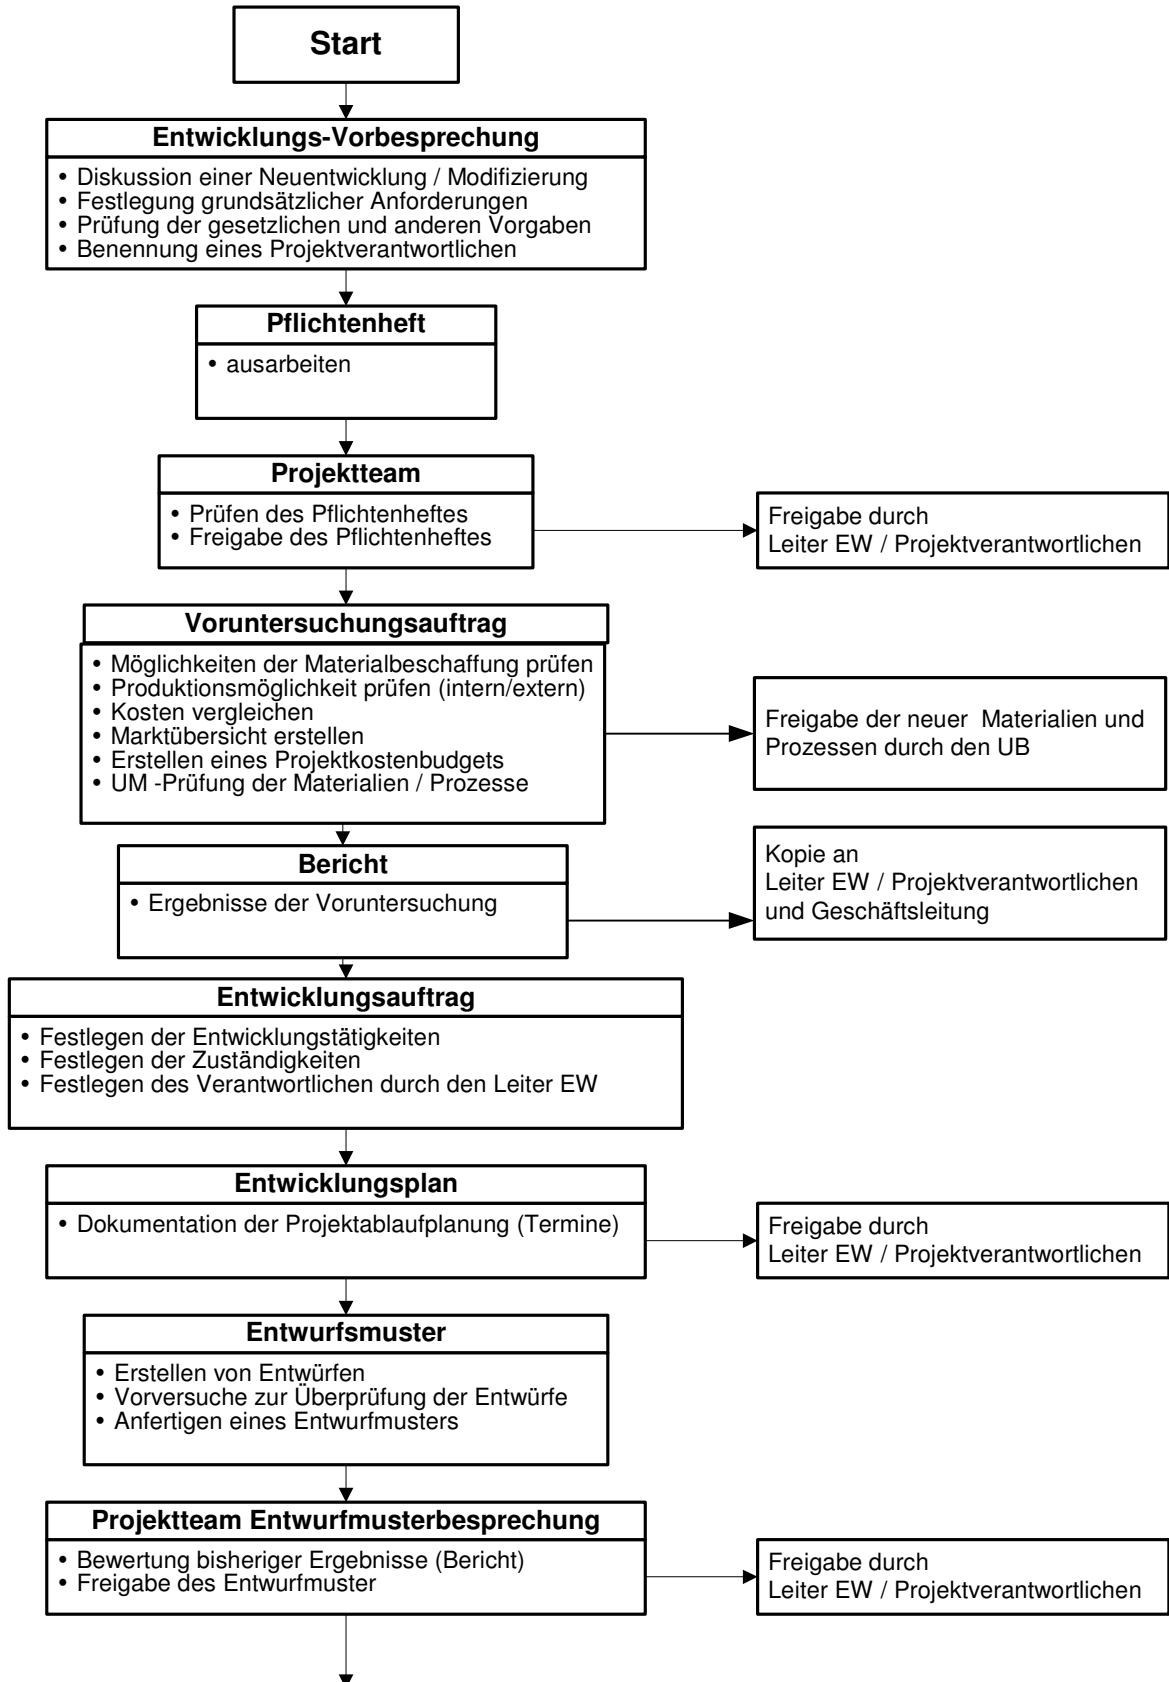 Start
Entwicklungs-Vorbesprechung
• Diskussion einer Neuentwicklung / Modifizierung
• Festlegung grundsätzlicher Anforderungen
• Prüfung der gesetzlichen und anderen Vorgaben
• Benennung eines Projektverantwortlichen
Pflichtenheft
• ausarbeiten
Projektteam
• Prüfen des Pflichtenheftes
• Freigabe des Pflichtenheftes
Freigabe durch
Leiter EW / Projektverantwortlichen
Voruntersuchungsauftrag
• Möglichkeiten der Materialbeschaffung prüfen
• Produktionsmöglichkeit prüfen (intern/extern)
• Kosten vergleichen
• Marktübersicht erstellen
• Erstellen eines Projektkostenbudgets
• UM -Prüfung der Materialien / Prozesse
Freigabe der neuer  Materialien und
Prozessen durch den UB
Bericht
• Ergebnisse der Voruntersuchung
Kopie an
Leiter EW / Projektverantwortlichen
und Geschäftsleitung
Entwicklungsauftrag
• Festlegen der Entwicklungstätigkeiten
• Festlegen der Zuständigkeiten
• Festlegen des Verantwortlichen durch den Leiter EW
Entwicklungsplan
• Dokumentation der Projektablaufplanung (Termine)
Freigabe durch
Leiter EW / Projektverantwortlichen
Entwurfsmuster
• Erstellen von Entwürfen
• Vorversuche zur Überprüfung der Entwürfe
• Anfertigen eines Entwurfmusters
Projektteam Entwurfmusterbesprechung
• Bewertung bisheriger Ergebnisse (Bericht)
• Freigabe des Entwurfmuster
Freigabe durch
Leiter EW / Projektverantwortlichen